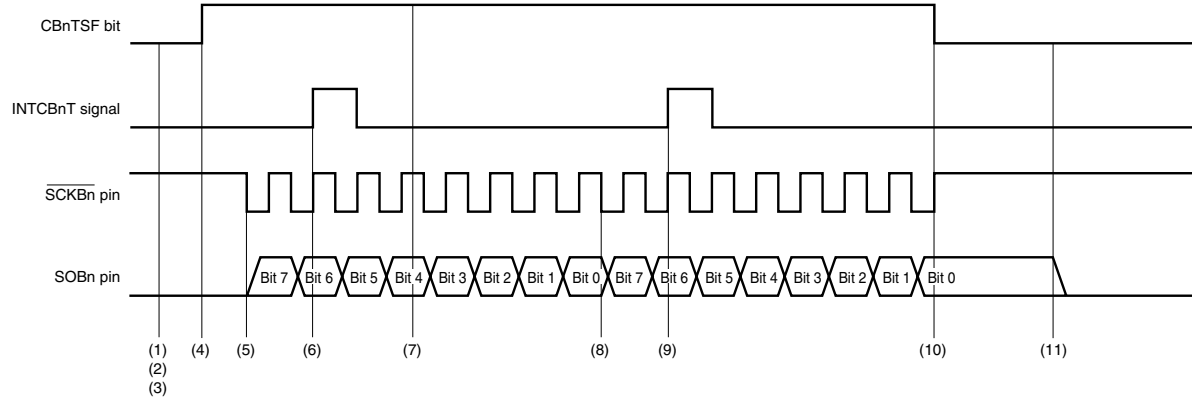 CBnTSF bit
INTCBnT signal
SCKBn pin
SOBn pin
Bit 7 Bit 6 Bit 5 Bit 4 Bit 3 Bit 2 Bit 1 Bit 0 Bit 7 Bit 6 Bit 5 Bit 4 Bit 3 Bit 2 Bit 1 Bit 0
(1) (4) (5) (6) (7) (8) (9) (10) (11)
(2)
(3)